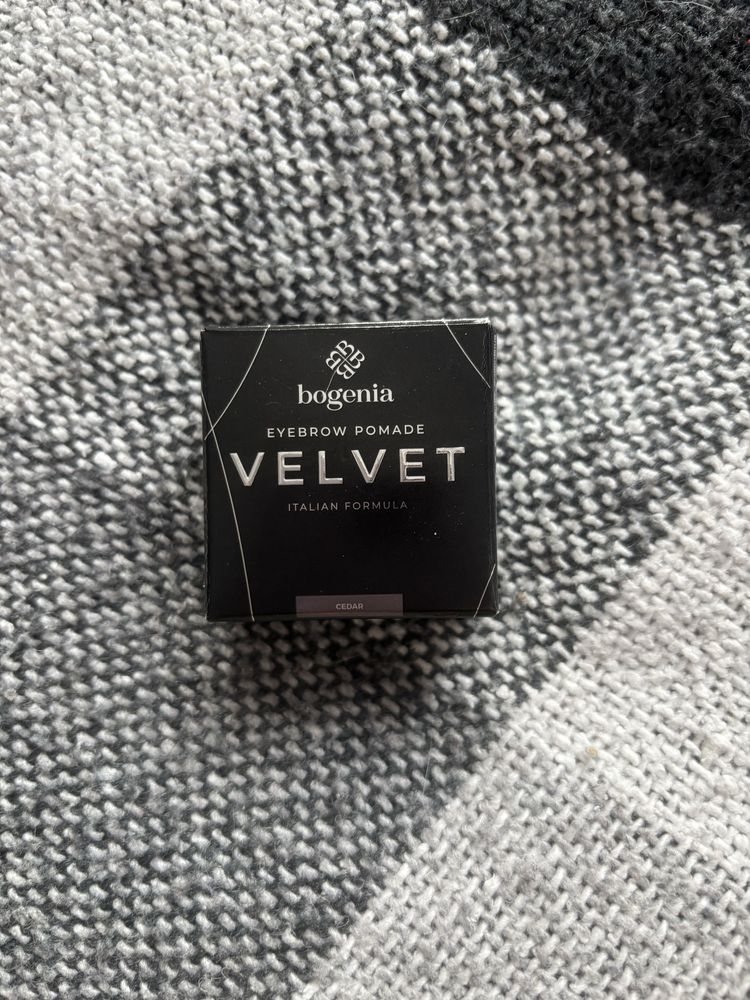 bogenia
EYEBROW POMADE
VELVET
ITALIAN FORMULA
CEDAR